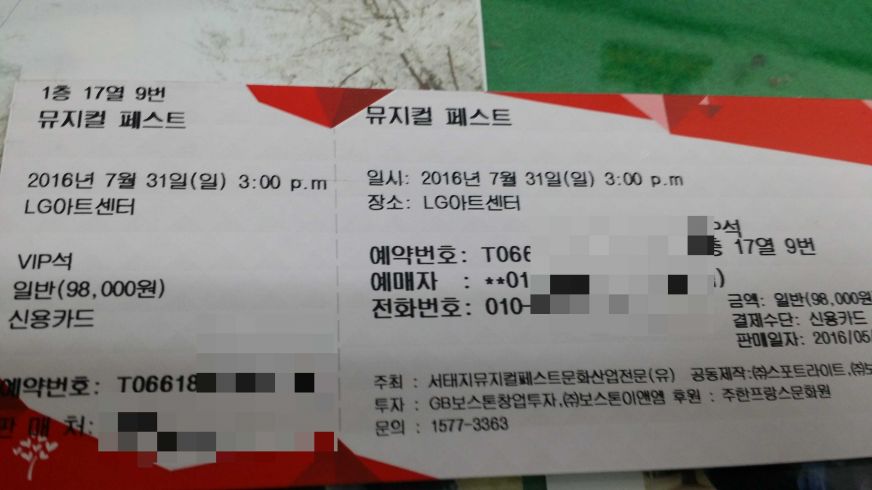 1층 17열 9번
뮤지컬 페스트
2016년 7월 31일(일) 3:00 p.m
LG아트센터
VIP석
일반(98,000원)
신용카드
예약번호: T06618
판 매 처:
뮤지컬 페스트
일시: 2016년 7월 31일(일) 3:00 p.m
장소: LG아트센터
석
예약번호: T066
층 17열 9번
예매자 : **01
)
전화번호: 010-
금액: 일반(98,000원
결제수단: 신용카드
판매일자: 2016/05
주최 : 서태지뮤지컬페스트문화산업전문(유) 공동제작:㈜스포트라이트,㈜
투자 : GB보스톤창업투자,㈜보스톤이앤엠 후원 : 주한프랑스문화원
문의 : 1577-3363